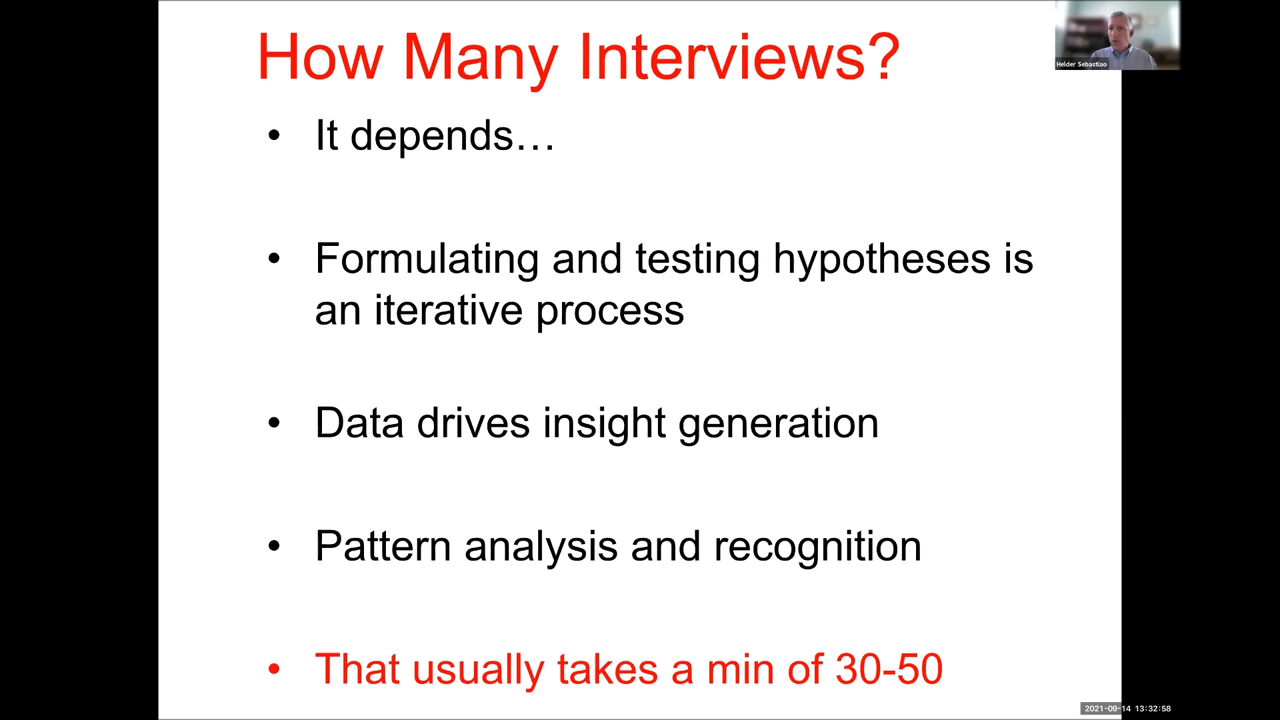 How Many Interviews?
Helder Sebastiao
• It depends…
• Formulating and testing hypotheses is
an iterative process
• Data drives insight generation
• Pattern analysis and recognition
• That usually takes a min of 30-50
2021-09-14 13:32:58